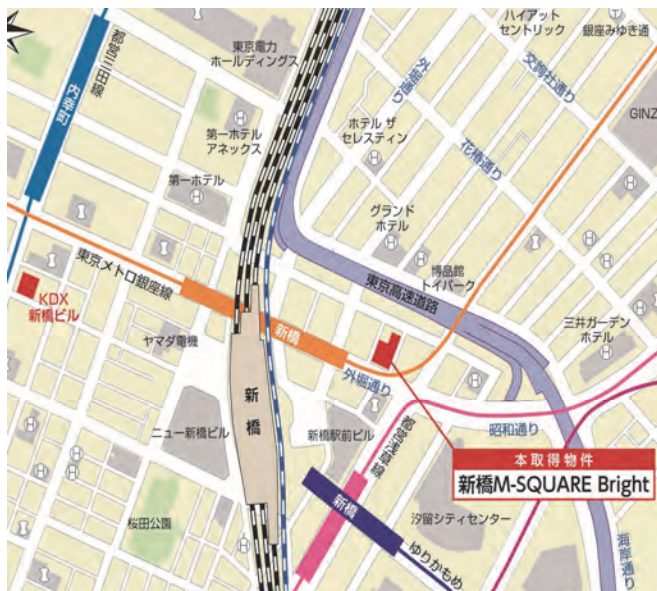 ハイアット
セントリック
銀座みゆき通
都営三田線
東京電力
ホールディングス
外堀通り
交詢社通り
GINZ
内幸町
ホテル ザ
セレスティン
花椿通り
第一ホテル
アネックス
第一ホテル
グランド
ホテル
東京メトロ銀座線
東京高速道路
博品館
トイパーク
KDX
新橋ビル
ヤマダ電機
新橋
三井ガーデン
ホテル
外堀通り
新橋
ニュー新橋ビル
新橋駅前ビル
都営浅草線
昭和通り
本取得物件
新橋M-SQUARE Bright
桜田公園
新橋
汐留シティセンター
ゆりかもめ
海岸通り